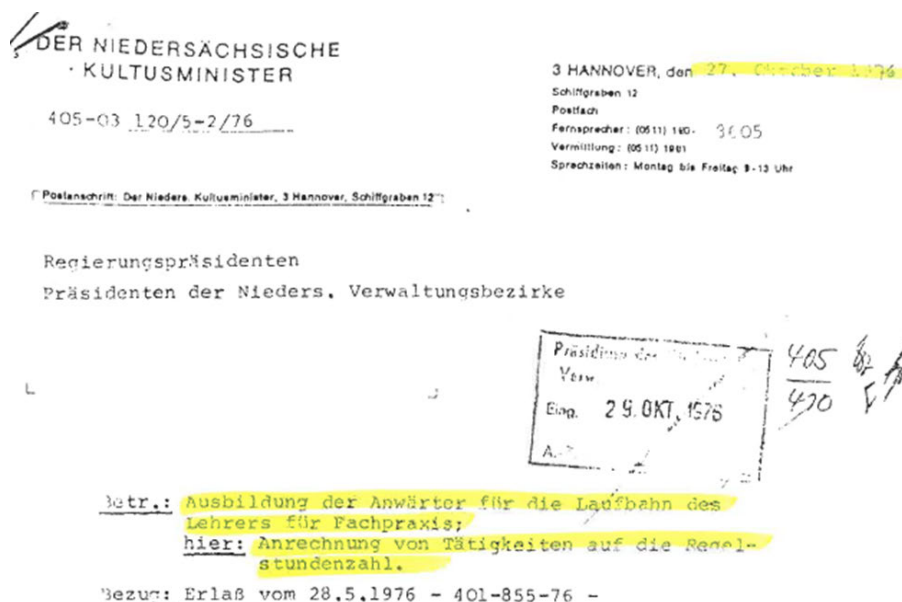 DER NIEDERSÄCHSISCHE
KULTUSMINISTER
405-03 120/5-2/76
3 HANNOVER, den 27. Oktober 1976
Schiffgraben 12
Postfach
Fernsprecher: (0511) 190- 3605
Vermittlung: (0511) 1901
Sprechzeiten: Montag bis Freitag 9-13 Uhr
Postanschrift: Der Nieders. Kultusminister, 3 Hannover, Schiffgraben 12
Regierungspräsidenten
Präsidenten der Nieders. Verwaltungsbezirke
Präsident des
Verw
Eing. 29. OKT. 1976
405
420
Betr.: Ausbildung der Anwärter für die Laufbahn des
Lehrers für Fachpraxis;
hier: Anrechnung von Tätigkeiten auf die Regel-
stundenzahl.
Bezug: Erlaß vom 28.5.1976 - 401-855-76 -